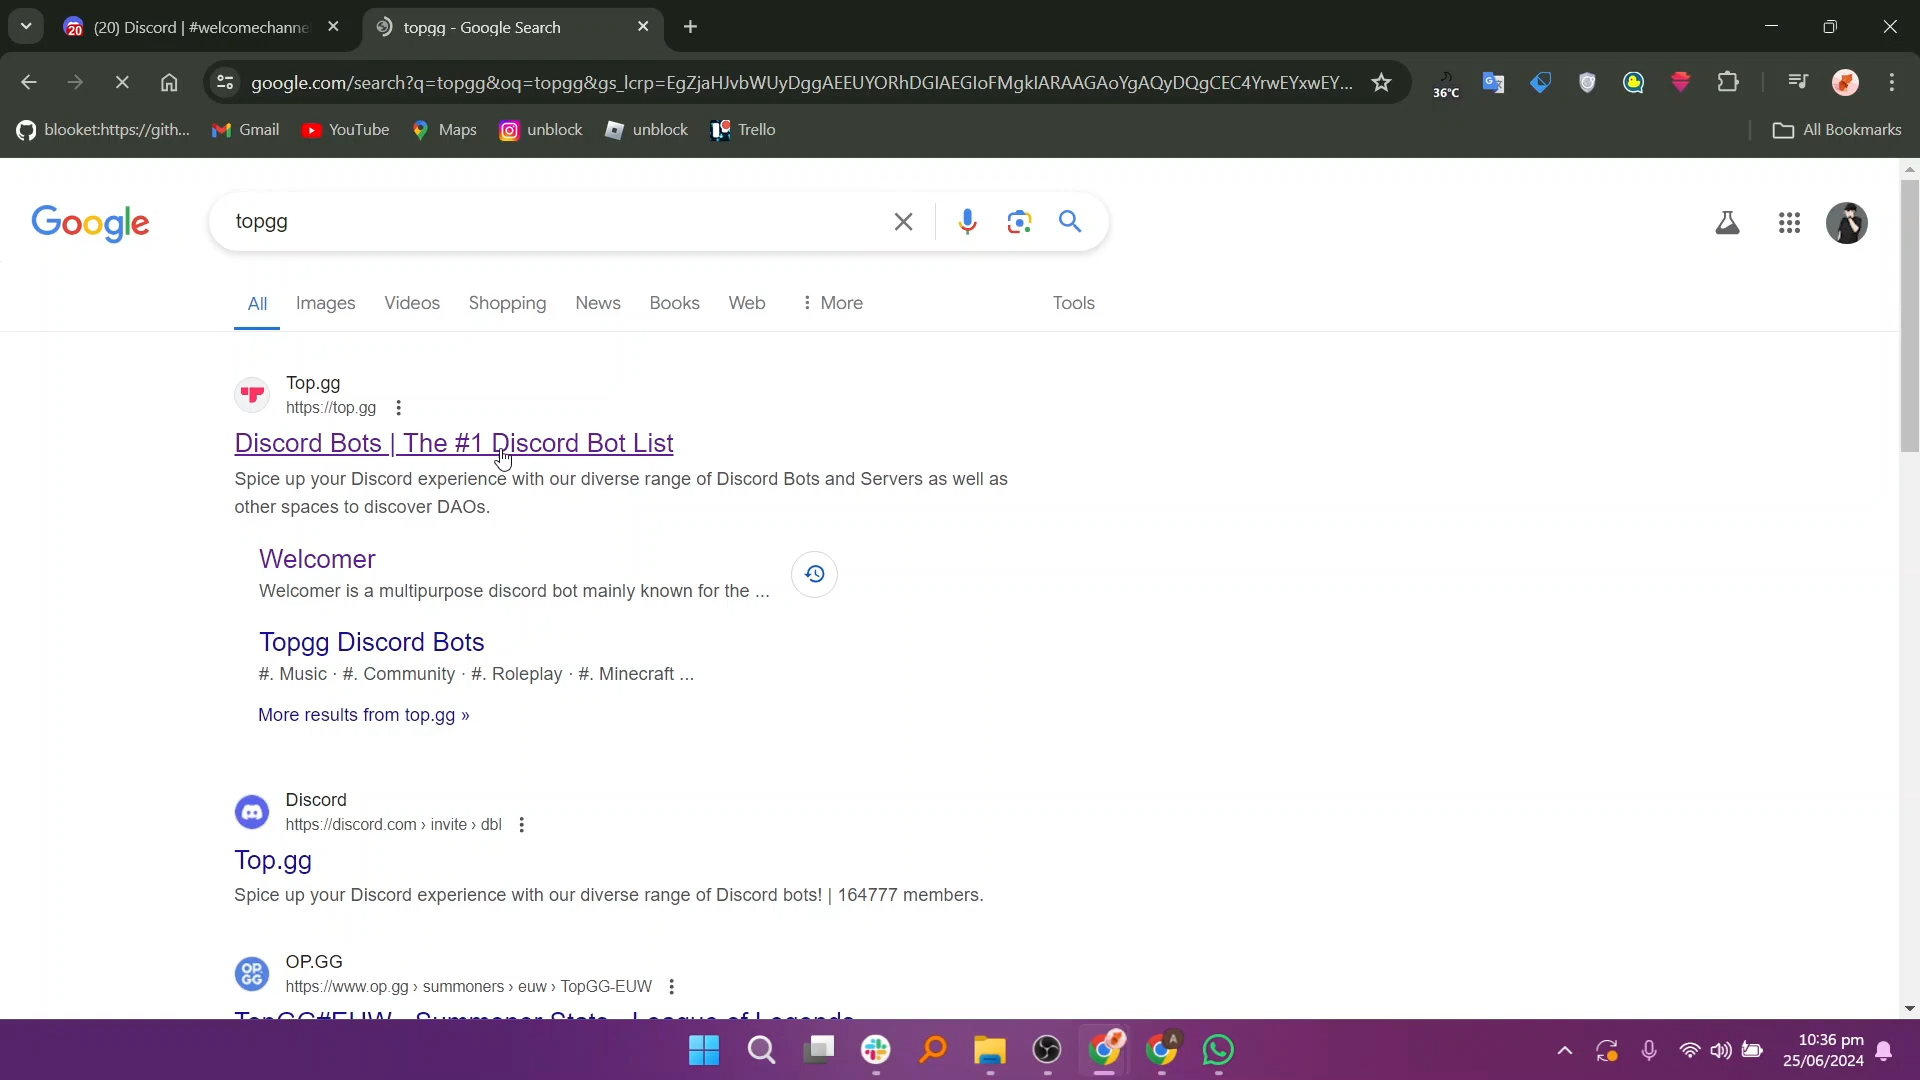 20
(20) Discord | #welcomechanne
topgg - Google Search
google.com/search?q=topgg&oq=topgg&gs_lcrp=EgZjaHJvbWUyDggAEEUYORhDGIAEGIoFMgkIARAAGAoYgAQyDQgCEC4YrwEYxwEY...
36°C
blooket:https://gith...
Gmail
YouTube
Maps
unblock
unblock
Trello
All Bookmarks
Google
topgg
All
Images
Videos
Shopping
News
Books
Web
More
Tools
Top.gg
https://top.gg
Discord Bots | The #1 Discord Bot List
Spice up your Discord experience with our diverse range of Discord Bots and Servers as well as
other spaces to discover DAOs.
Welcomer
Welcomer is a multipurpose discord bot mainly known for the ...
Topgg Discord Bots
#. Music · #. Community · #. Roleplay · #. Minecraft ...
More results from top.gg »
Discord
https://discord.com › invite › dbl
Top.gg
Spice up your Discord experience with our diverse range of Discord bots! | 164777 members.
OP.GG
OP.GG
https://www.op.gg › summoners › euw › TopGG-EUW
TopGG#EUW - Summoner Stats - League of Legends
A
10:36 pm
25/06/2024